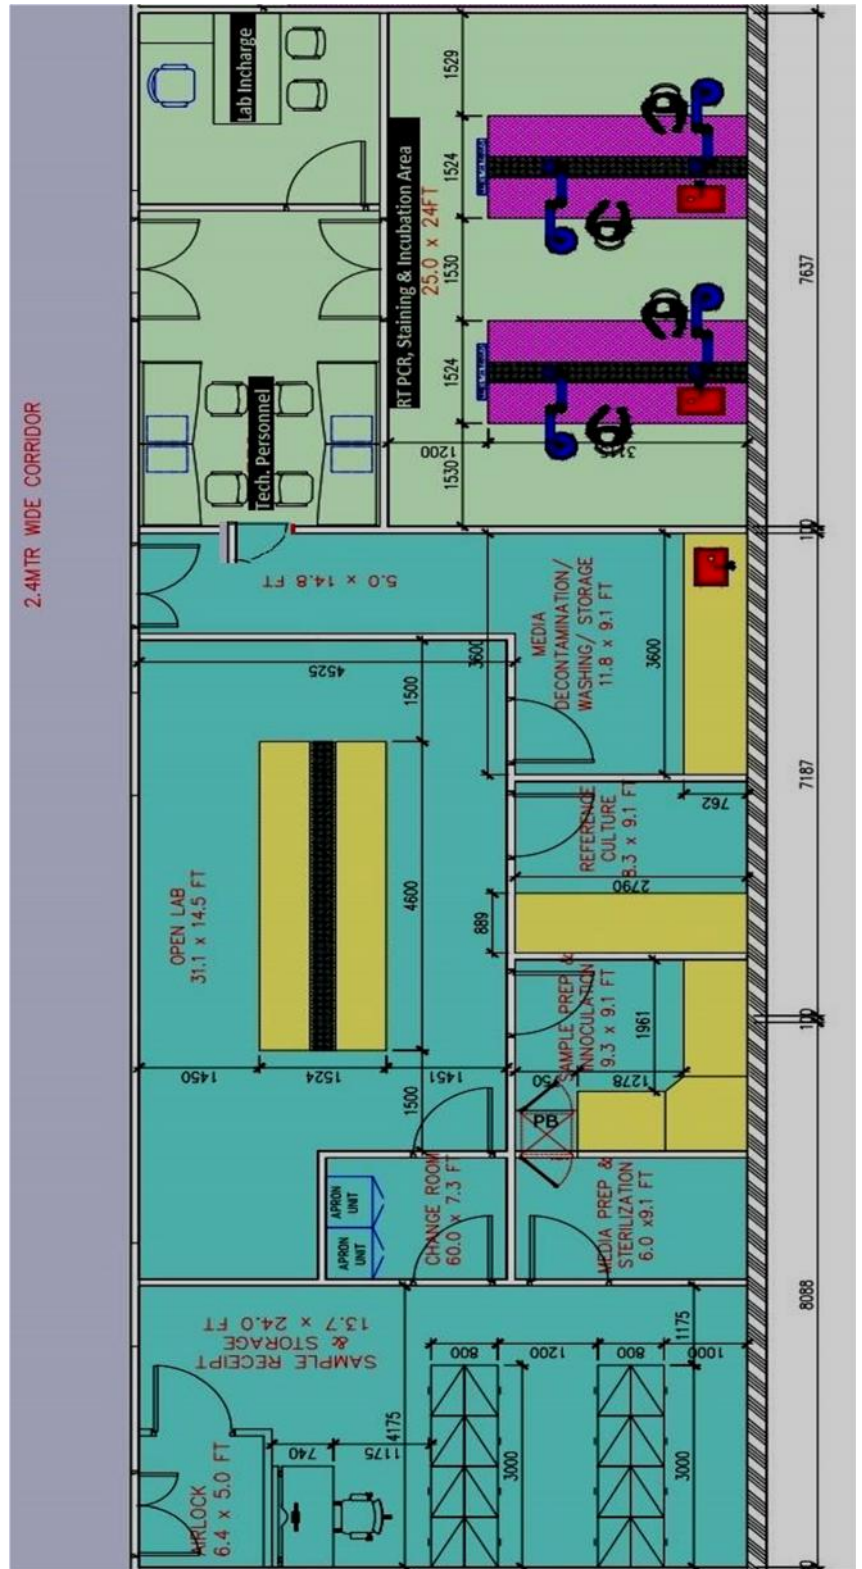 2.4MTR WIDE CORRIDOR
Lab Incharge
Tech. Personnel
RT PCR, Staining & Incubation Area
25.0 x 24FT
1529
1524
1530
1524
1530
1200
7637
100
5.0 x 14.8 FT
MEDIA
DECONTAMINATION/
WASHING/ STORAGE
11.8 x 9.1 FT
3600
3600
4525
1500
OPEN LAB
31.1 x 14.5 FT
4600
1450
1524
1451
1500
REFERENCE
CULTURE
8.3 x 9.1 FT
762
2790
889
7187
100
SAMPLE PREP &
INNOCULATION
9.3 x 9.1 FT
1961
750
1278
PB
APRON
UNIT
APRON
UNIT
CHANGE ROOM
60.0 x 7.3 FT
MEDIA PREP &
STERILIZATION
6.0 x9.1 FT
SAMPLE RECEIPT
& STORAGE
13.7 x 24.0 FT
8088
1175
800
1200
800
1000
4175
740
1175
3000
3000
AIRLOCK
6.4 x 5.0 FT